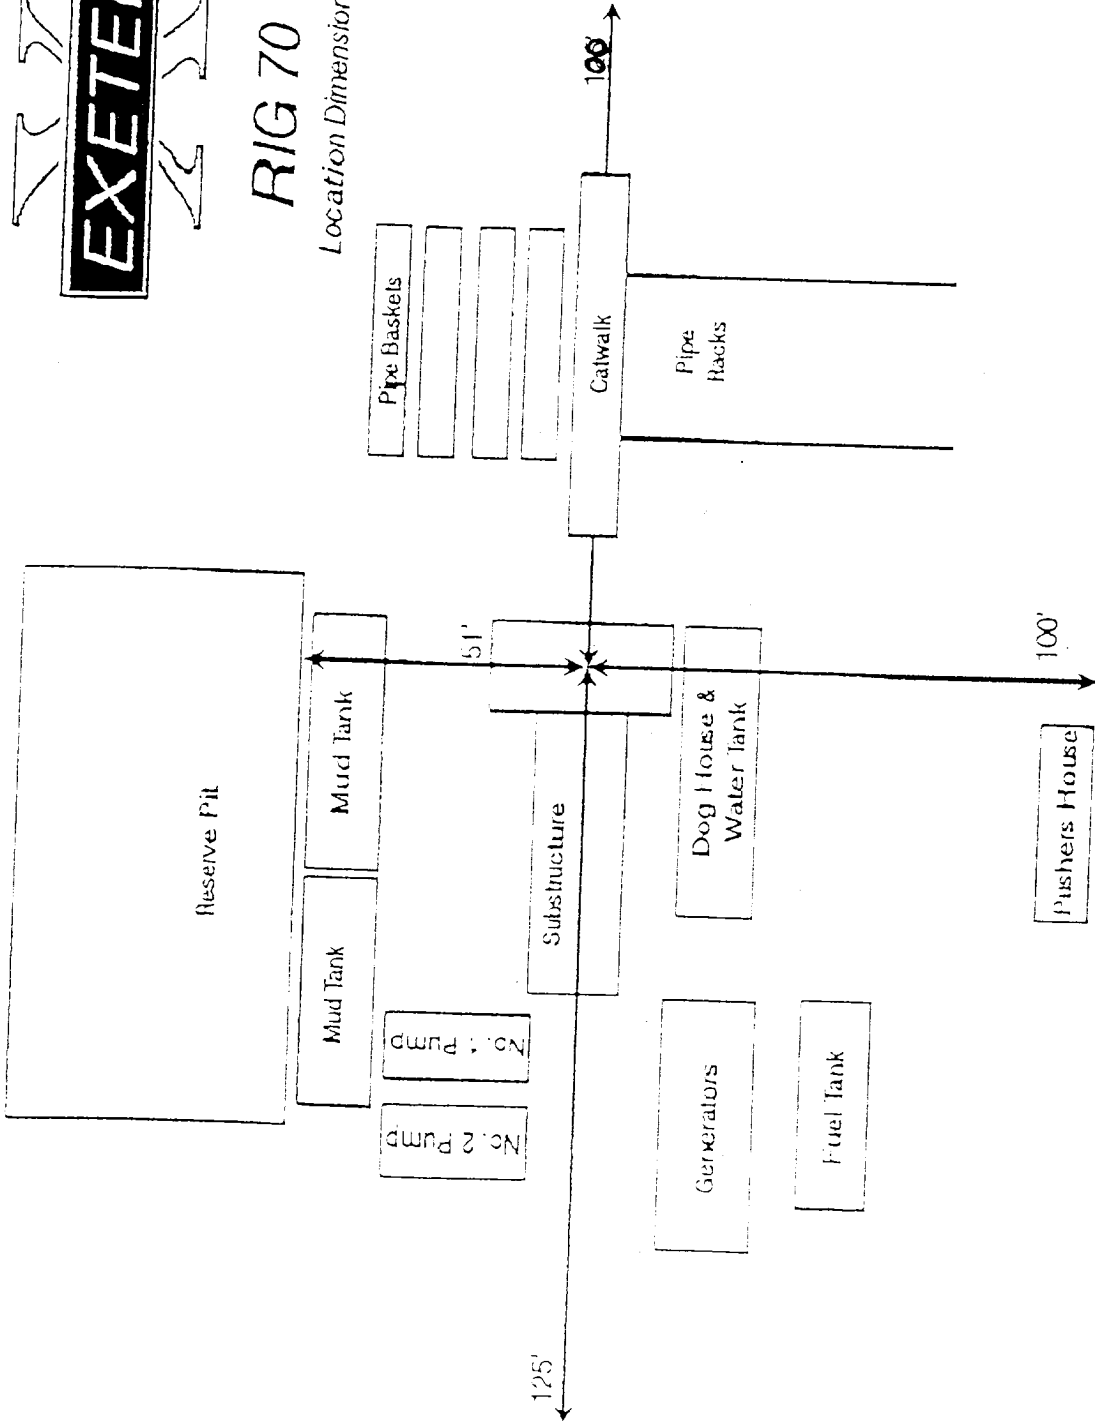 EXETE
RIG 70
Location Dimension
Reserve Pit
Mud Tank
Mud Tank
Pipe Baskets
No. 2 Pump
No. 1 Pump
51'
125'
Substructure
Catwalk
100'
Generators
Dog House &
Water Tank
Pipe
Racks
Fuel Tank
Pushers House
100'